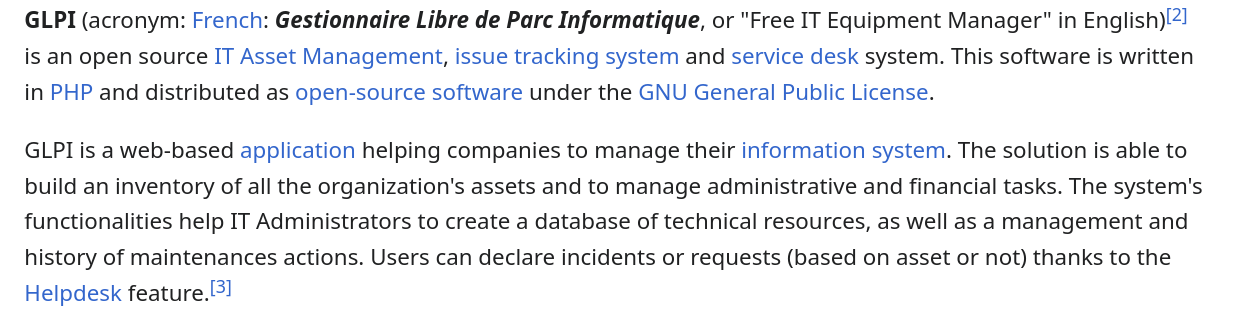 GLPI (acronym: French: Gestionnaire Libre de Parc Informatique, or "Free IT Equipment Manager" in English)[2]
is an open source IT Asset Management, issue tracking system and service desk system. This software is written
in PHP and distributed as open-source software under the GNU General Public License.
GLPI is a web-based application helping companies to manage their information system. The solution is able to
build an inventory of all the organization's assets and to manage administrative and financial tasks. The system's
functionalities help IT Administrators to create a database of technical resources, as well as a management and
history of maintenances actions. Users can declare incidents or requests (based on asset or not) thanks to the
Helpdesk feature.[3]